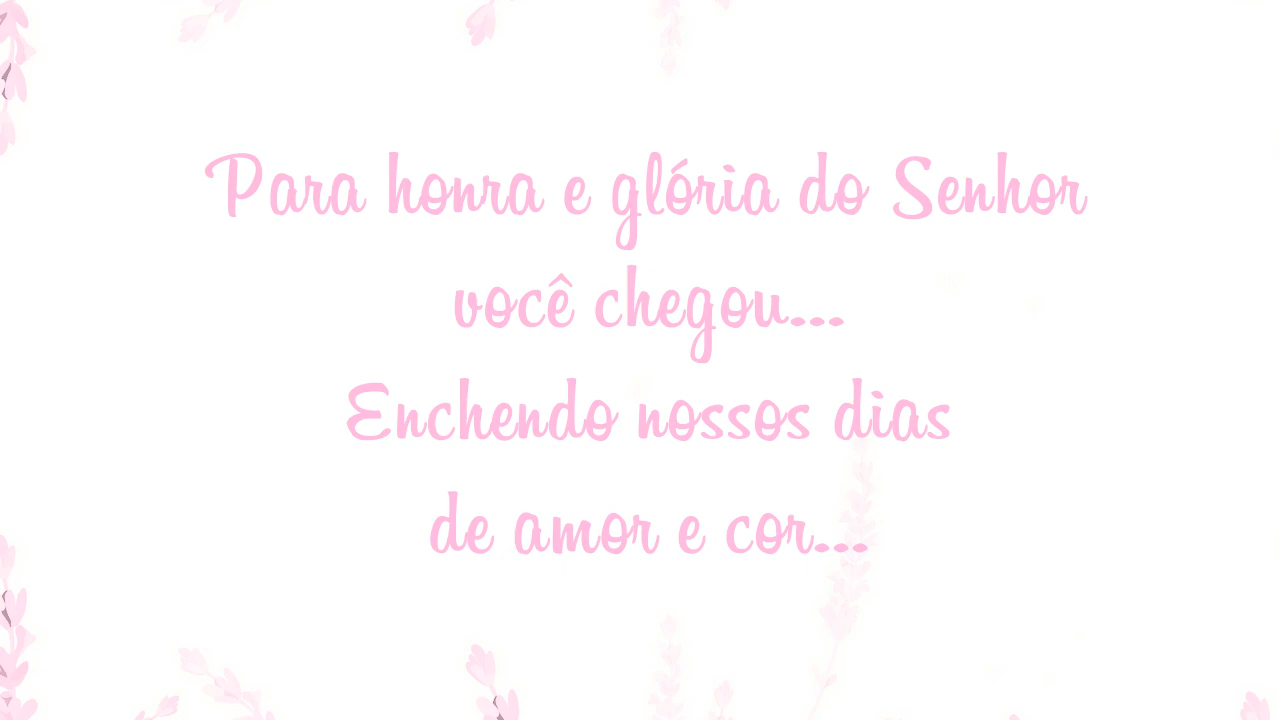 Para honra e glória do Senhor
você chegou...
Enchendo nossos dias
de amor e cor...